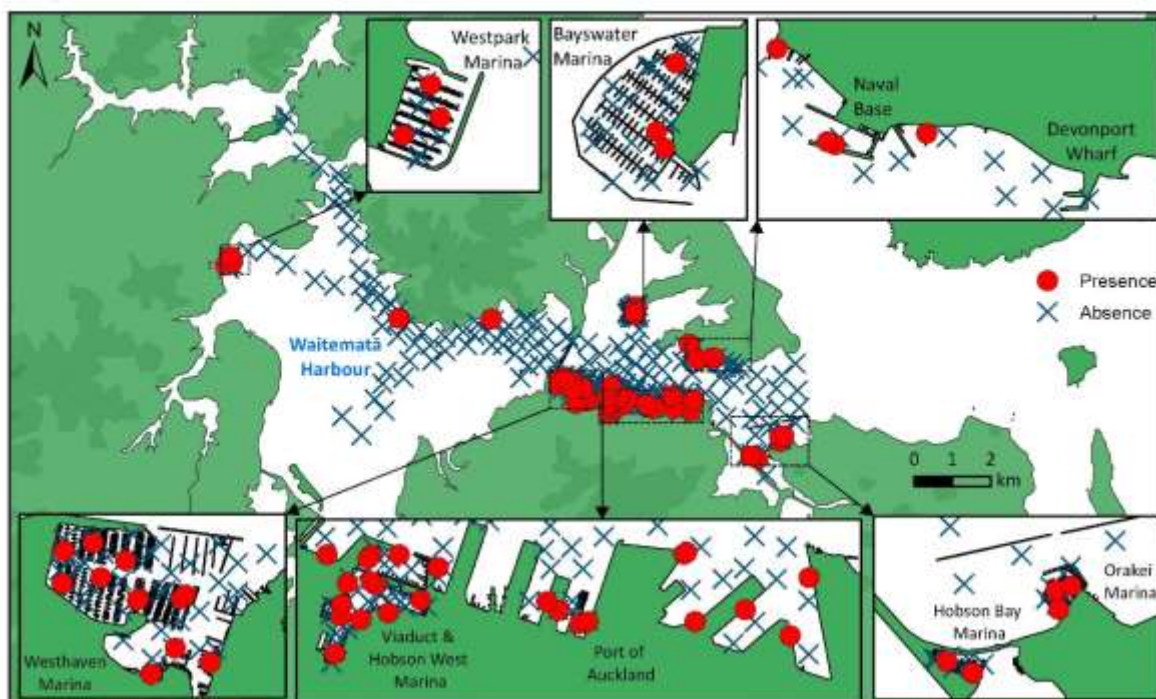 N
Westpark
Marina
Bayswater
Marina
Naval
Base
Devonport
Wharf
Presence
Absence
Waitematā
Harbour
0 1 2
km
Westhaven
Marina
Viaduct &
Hobson West
Marina
Port of
Auckland
Hobson Bay
Marina
Orakei
Marina